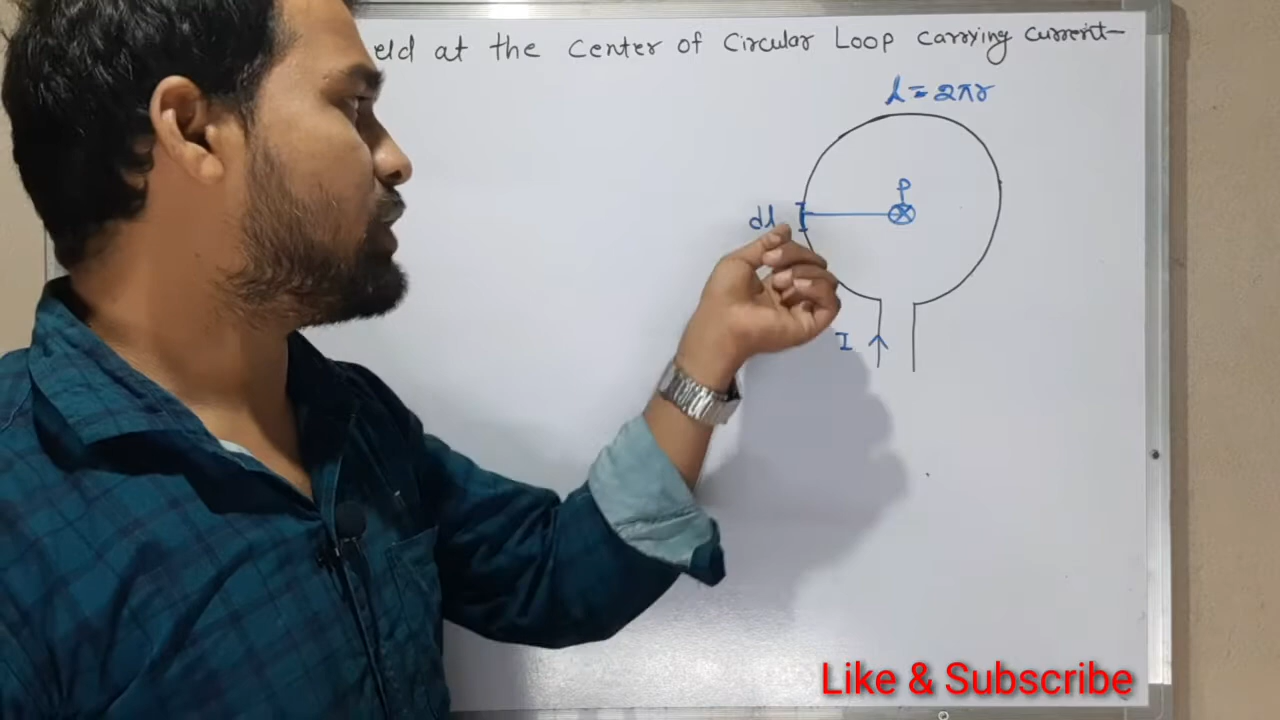 eld at the center of Circular Loop carrying current
l = 2πr
P
dl
I
Like & Subscribe